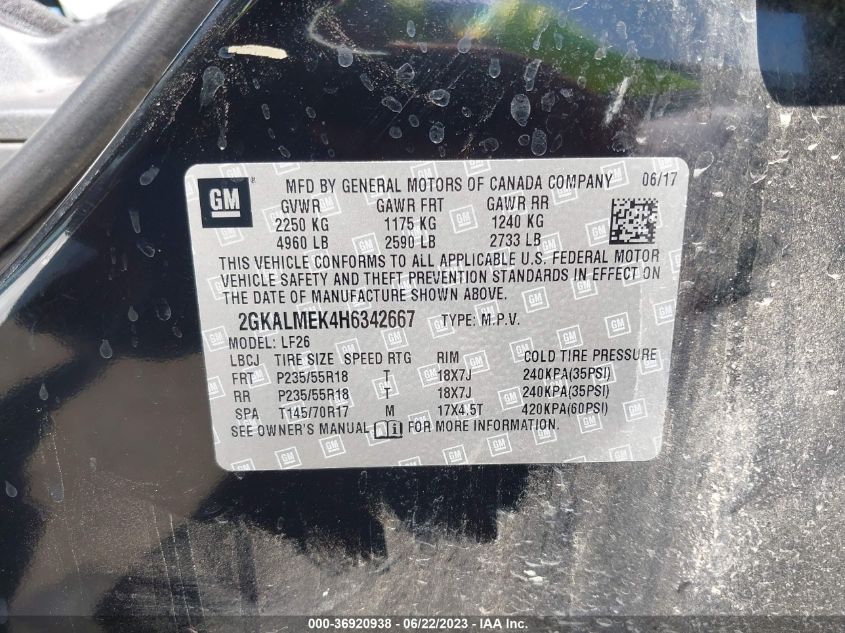 GM ® MFD BY GENERAL MOTORS OF CANADA COMPANY 06/17
GVWR GAWR FRT GAWR RR
2250 KG 1175 KG 1240 KG
4960 LB 2590 LB 2733 LB
THIS VEHICLE CONFORMS TO ALL APPLICABLE U.S. FEDERAL MOTOR
VEHICLE SAFETY AND THEFT PREVENTION STANDARDS IN EFFECT ON
THE DATE OF MANUFACTURE SHOWN ABOVE.
2GKALMEK4H6342667 TYPE: M.P.V.
MODEL: LF26
LBCJ TIRE SIZE SPEED RTG RIM COLD TIRE PRESSURE
FRT P235/55R18 T 18X7J 240KPA(35PSI)
RR P235/55R18 T 18X7J 240KPA(35PSI)
SPA T145/70R17 M 17X4.5T 420KPA(60PSI)
SEE OWNER'S MANUAL i FOR MORE INFORMATION.
000-36920938 - 06/22/2023 - IAAI.COM